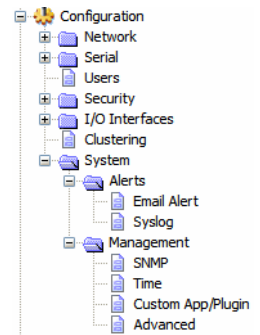 Configuration
Network
Serial
Users
Security
I/O Interfaces
Clustering
System
Alerts
Email Alert
Syslog
Management
SNMP
Time
Custom App/Plugin
Advanced